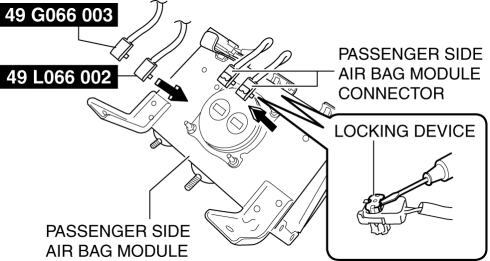 49 G066 003
49 L066 002
PASSENGER SIDE
AIR BAG MODULE
CONNECTOR
LOCKING DEVICE
PASSENGER SIDE
AIR BAG MODULE